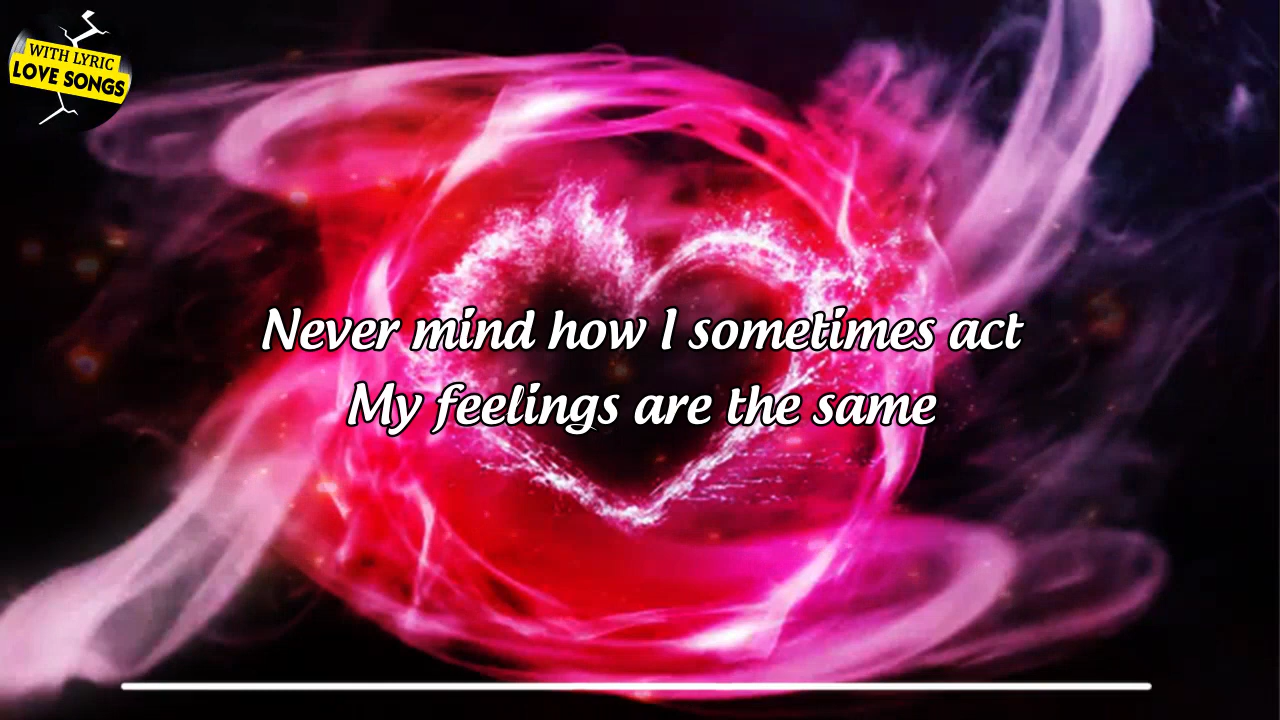 WITH LYRIC
LOVE SONGS
Never mind how I sometimes act
My feelings are the same